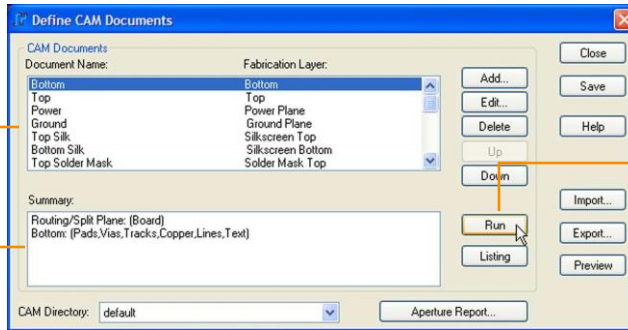 Define CAM Documents
CAM Documents
Document Name: Fabrication Layer:
Bottom Bottom
Top Top
Power Power Plane
Ground Ground Plane
Top Silk Silkscreen Top
Bottom Silk Silkscreen Bottom
Top Solder Mask Solder Mask Top
Add...
Edit...
Delete
Up
Down
Close
Save
Help
Summary:
Routing/Split Plane: (Board)
Bottom: (Pads,Vias,Tracks,Copper,Lines,Text)
Run
Listing
Import...
Export...
Preview
CAM Directory: default
Aperture Report...